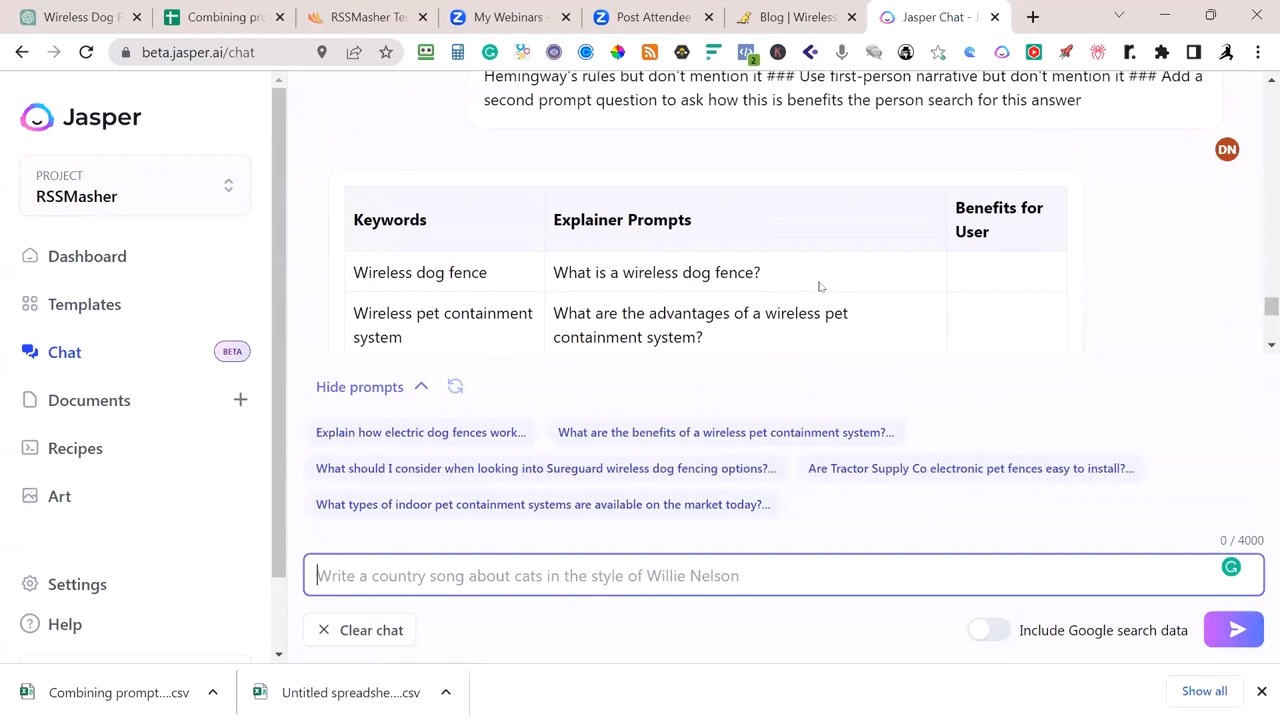 Wireless Dog F
Combining pro
RSSMasher Tec
My Webinars -
Post Attendee
Blog | Wireless
Jasper Chat - J
beta.jasper.ai/chat
2
Jasper
PROJECT
RSSMasher
Dashboard
Templates
Chat
BETA
Documents
Recipes
Art
Settings
Help
Hemingway's rules but don't mention it ### Use first-person narrative but don't mention it ### Add a
second prompt question to ask how this is benefits the person search for this answer
DN
Keywords
Explainer Prompts
Benefits for
User
Wireless dog fence
What is a wireless dog fence?
Wireless pet containment
system
What are the advantages of a wireless pet
containment system?
Hide prompts
Explain how electric dog fences work...
What are the benefits of a wireless pet containment system?...
What should I consider when looking into Sureguard wireless dog fencing options?...
Are Tractor Supply Co electronic pet fences easy to install?...
What types of indoor pet containment systems are available on the market today?...
0 / 4000
Write a country song about cats in the style of Willie Nelson
Clear chat
Include Google search data
Combining prompt....csv
Untitled spreadshe....csv
Show all